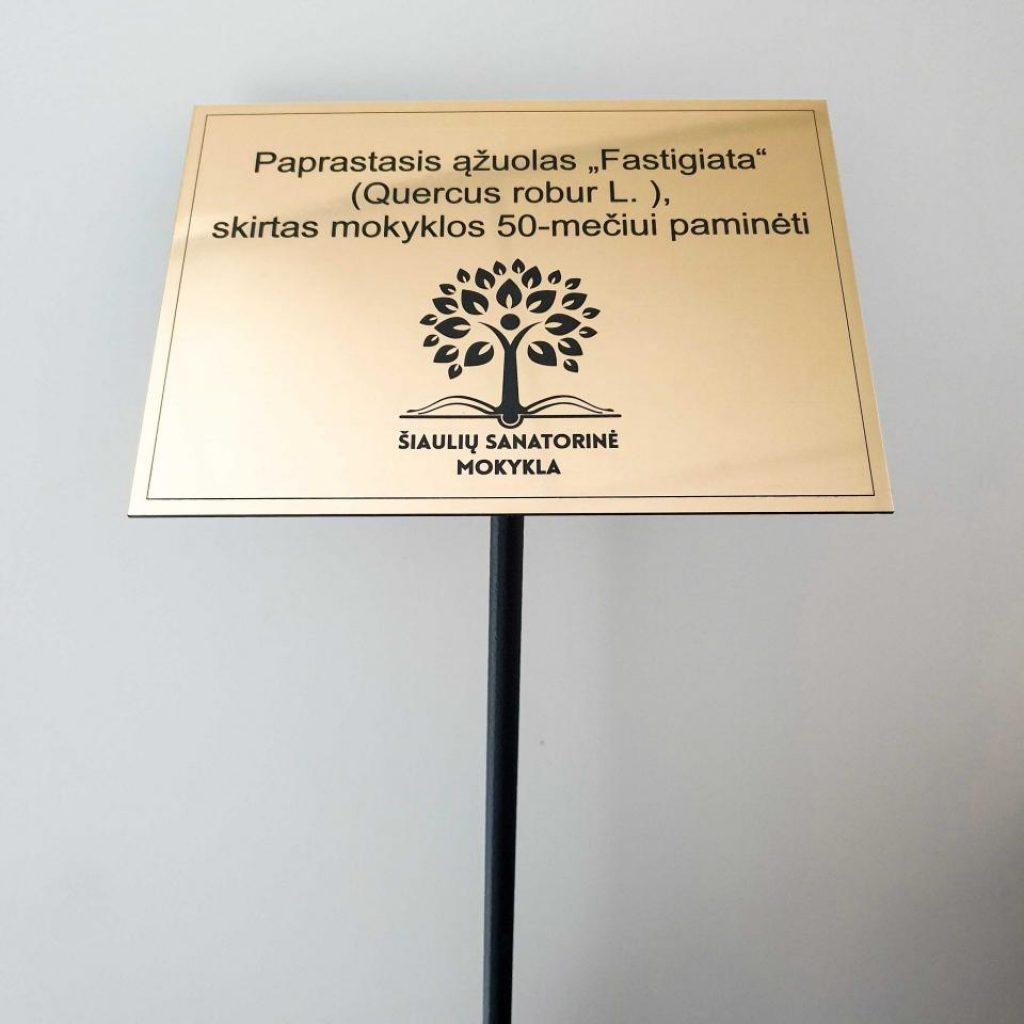 Paprastasis ąžuolas „Fastigiata“
(Quercus robur L. ),
skirtas mokyklos 50-mečiui paminėti
ŠIAULIŲ SANATORINĖ
MOKYKLA